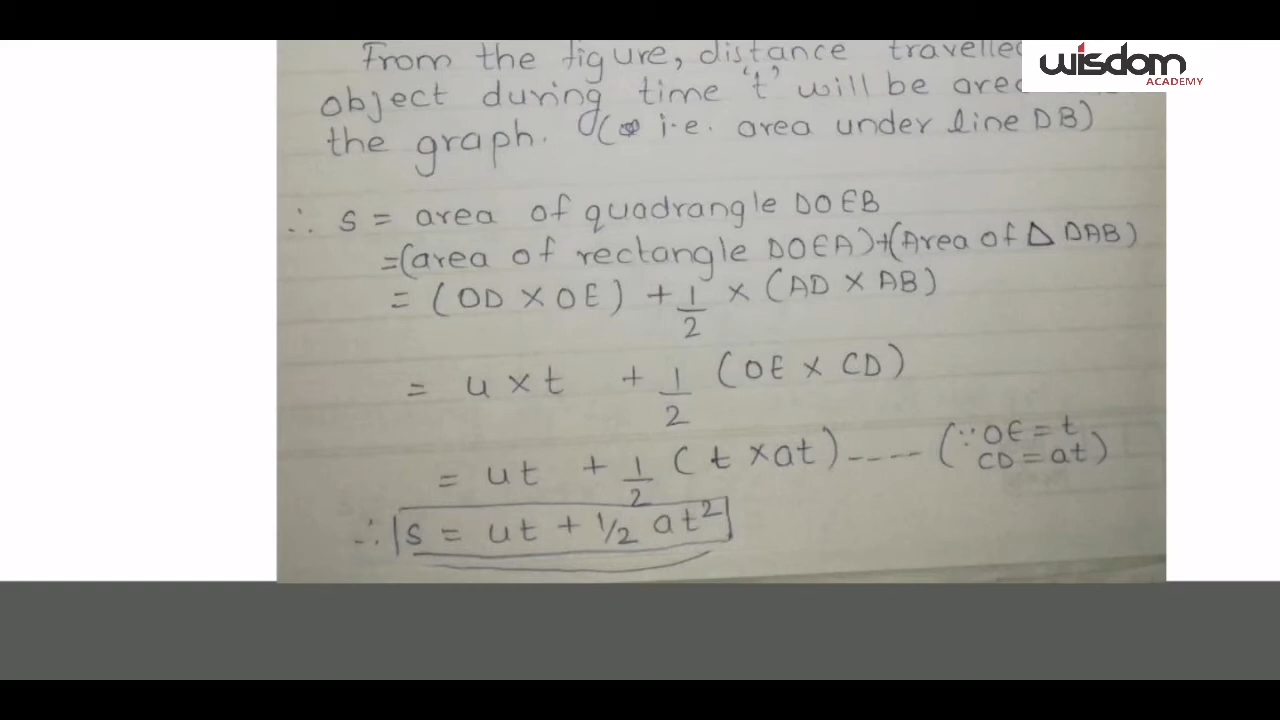 From the figure, distance
wisdom
ACADEMY
object during time 't' will be area
the graph. (i.e. area under line DB)
∴ s = area of quadrangle DOEB
=(area of rectangle DOEA)+(Area of Δ DAB)
= (OD × OE) + 1/2 × (AD × AB)
= u × t + 1/2 (OE × CD)
= ut + 1/2 (t × at) ---- (∵ OE = t
CD = at)
∴ s = ut + 1/2 at²